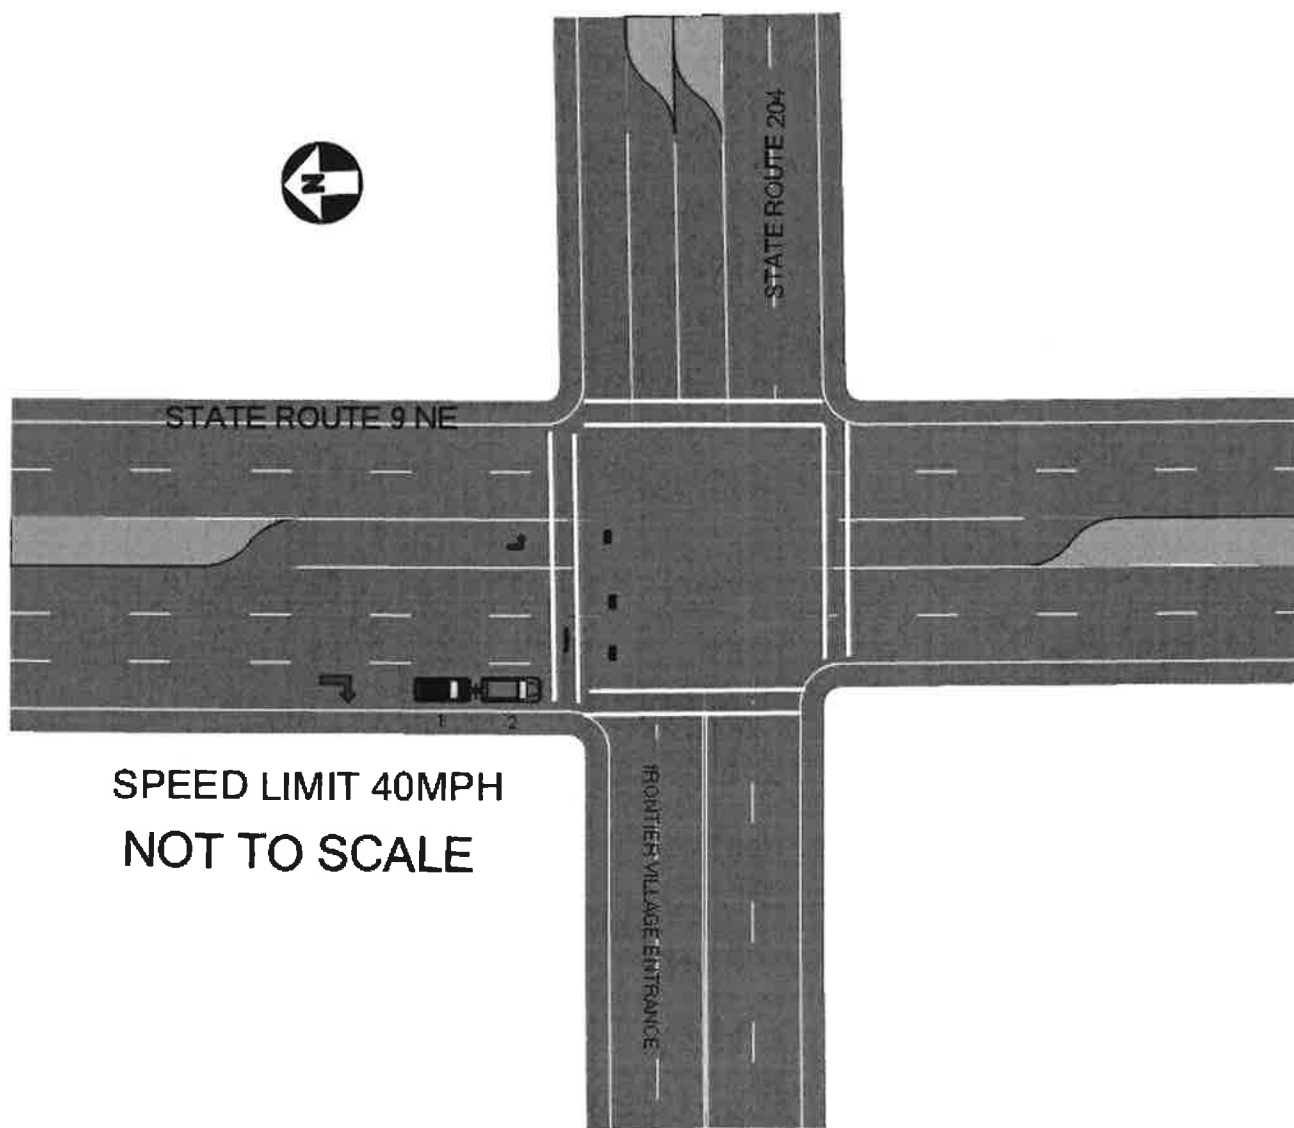 N
STATE ROUTE 204
STATE ROUTE 9 NE
1
2
SPEED LIMIT 40MPH
NOT TO SCALE
FRONTIER VILLAGE ENTRANCE